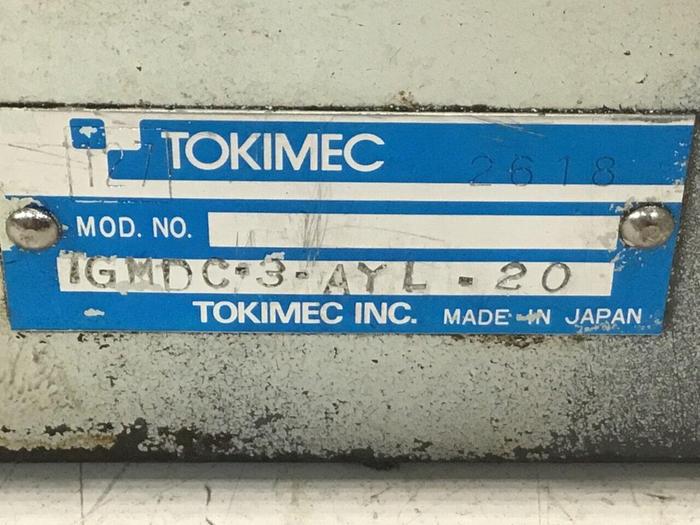 TOKIMEC 2618
MOD. NO.
TGMDC-3-AYL-20
TOKIMEC INC. MADE IN JAPAN